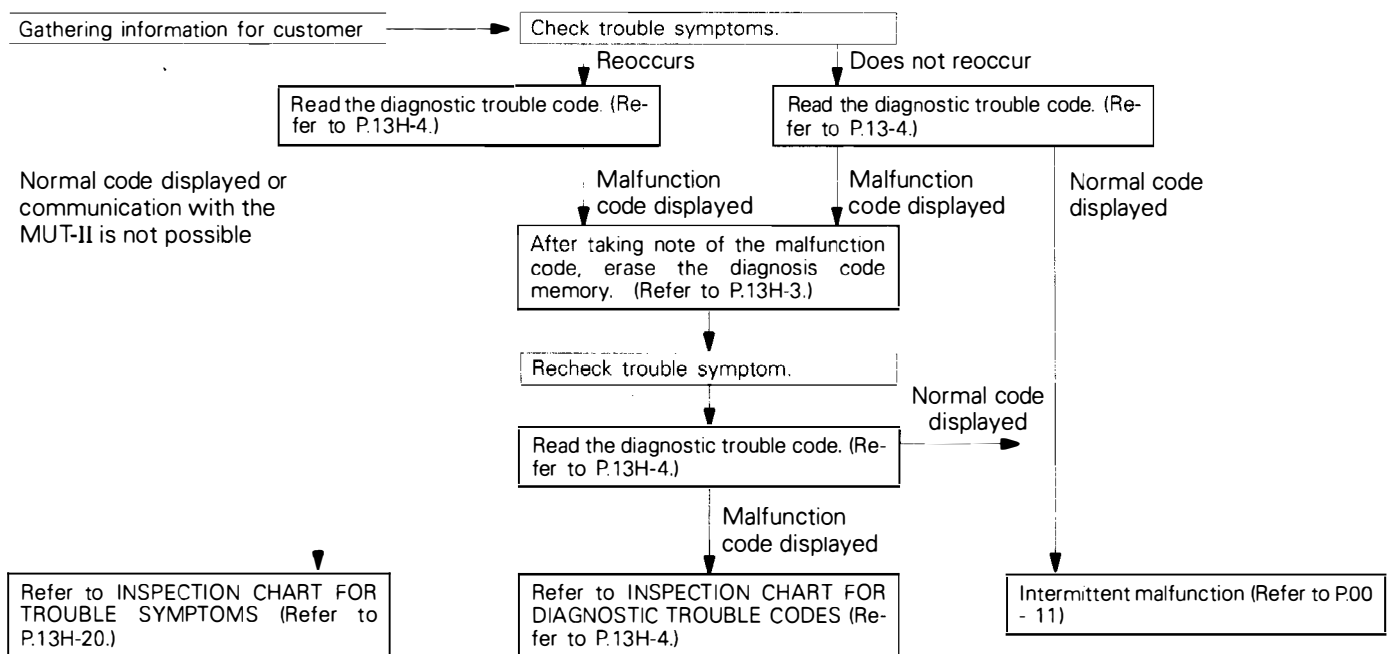 Gathering information for customer
Check trouble symptoms.
Reoccurs
Does not reoccur
Read the diagnostic trouble code. (Re-
fer to P.13H-4.)
Read the diagnostic trouble code. (Re-
fer to P.13-4.)
Normal code displayed or
communication with the
MUT-II is not possible
Malfunction
code displayed
Malfunction
code displayed
Normal code
displayed
After taking note of the malfunction
code, erase the diagnosis code
memory. (Refer to P.13H-3.)
Recheck trouble symptom.
Normal code
displayed
Read the diagnostic trouble code. (Re-
fer to P.13H-4.)
Malfunction
code displayed
Refer to INSPECTION CHART FOR
TROUBLE SYMPTOMS (Refer to
P.13H-20.)
Refer to INSPECTION CHART FOR
DIAGNOSTIC TROUBLE CODES (Re-
fer to P.13H-4.)
Intermittent malfunction (Refer to P.00
- 11)